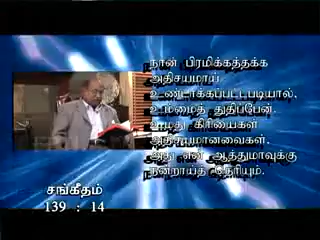 நான் பிரமிக்கத்தக்க
அதிசயமாய்
உண்டாக்கப்பட்டபடியால்,
உம்மைத் துதிப்பேன்.
உமது கிரியைகள்
அதிசயமானவைகள்.
அது என் ஆத்துமாவுக்கு
நன்றாய்த் தெரியும்.
சங்கீதம்
139 : 14